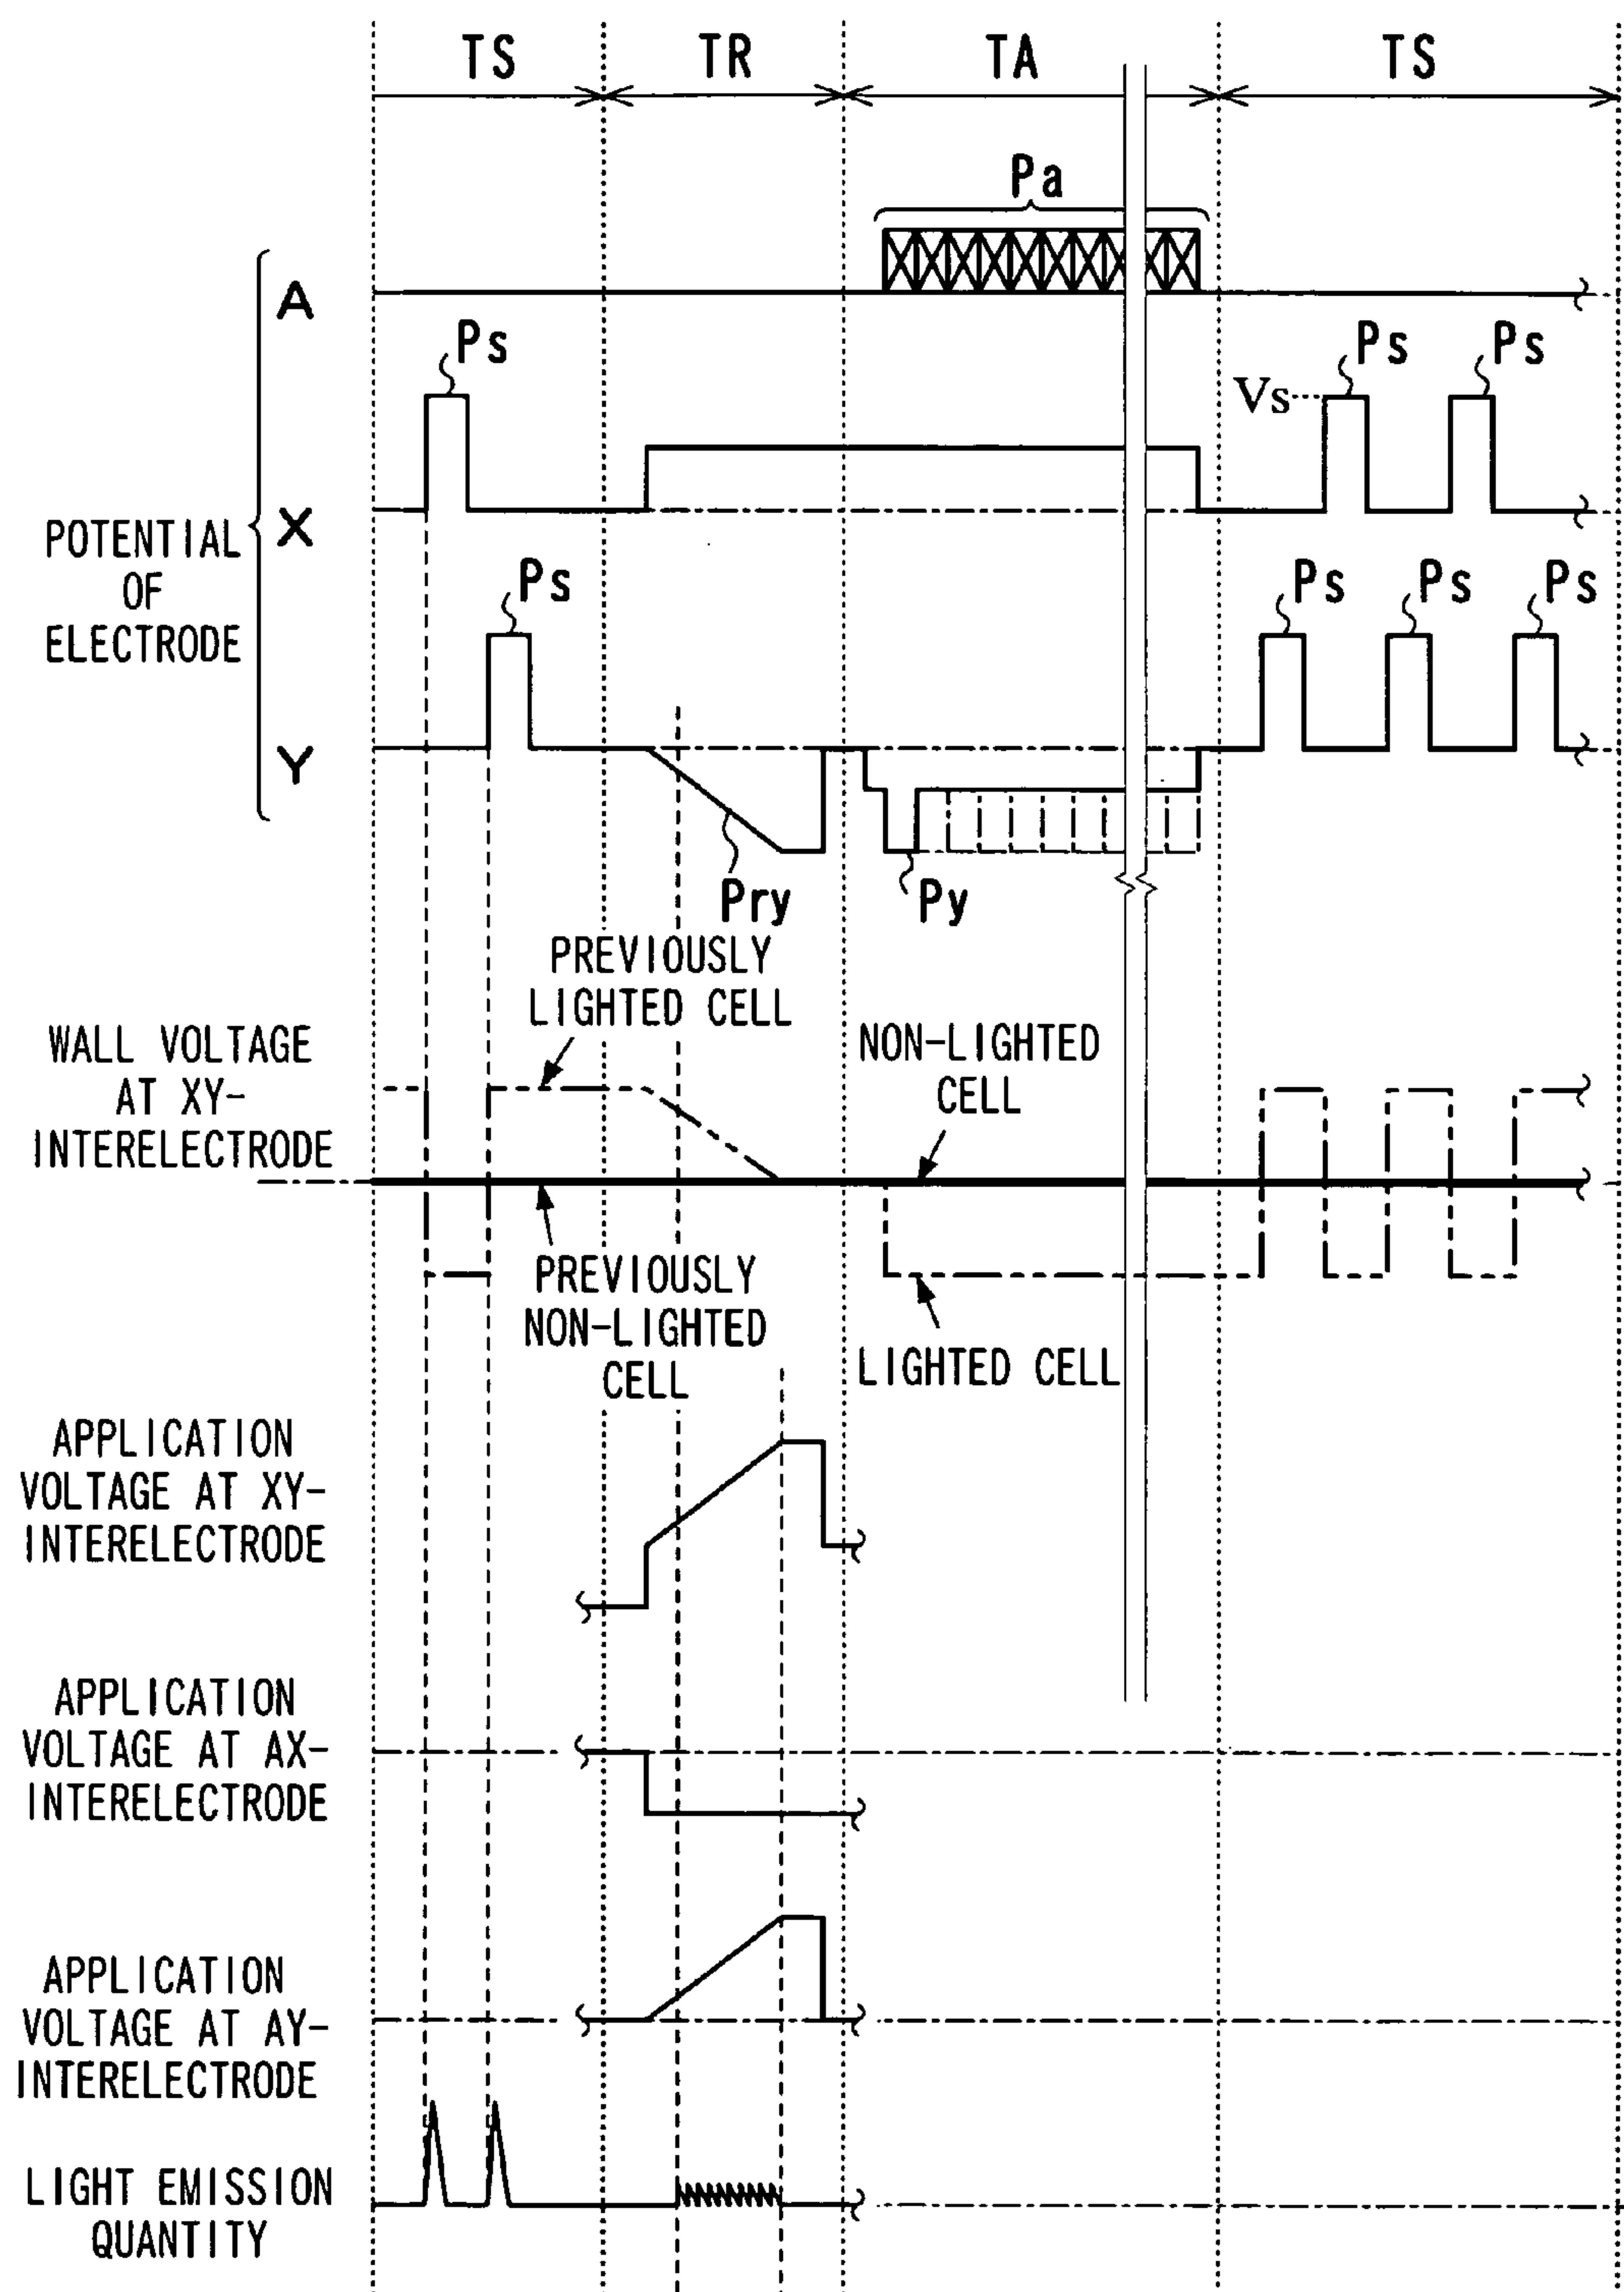 TS TR TA TS
Pa
A
Ps Ps Ps
Vs
X
POTENTIAL
OF
ELECTRODE
Ps Ps Ps Ps
Y
Pry Py
PREVIOUSLY
LIGHTED CELL
WALL VOLTAGE
AT XY-
INTERELECTRODE
NON-LIGHTED
CELL
PREVIOUSLY
NON-LIGHTED
CELL
LIGHTED CELL
APPLICATION
VOLTAGE AT XY-
INTERELECTRODE
APPLICATION
VOLTAGE AT AX-
INTERELECTRODE
APPLICATION
VOLTAGE AT AY-
INTERELECTRODE
LIGHT EMISSION
QUANTITY